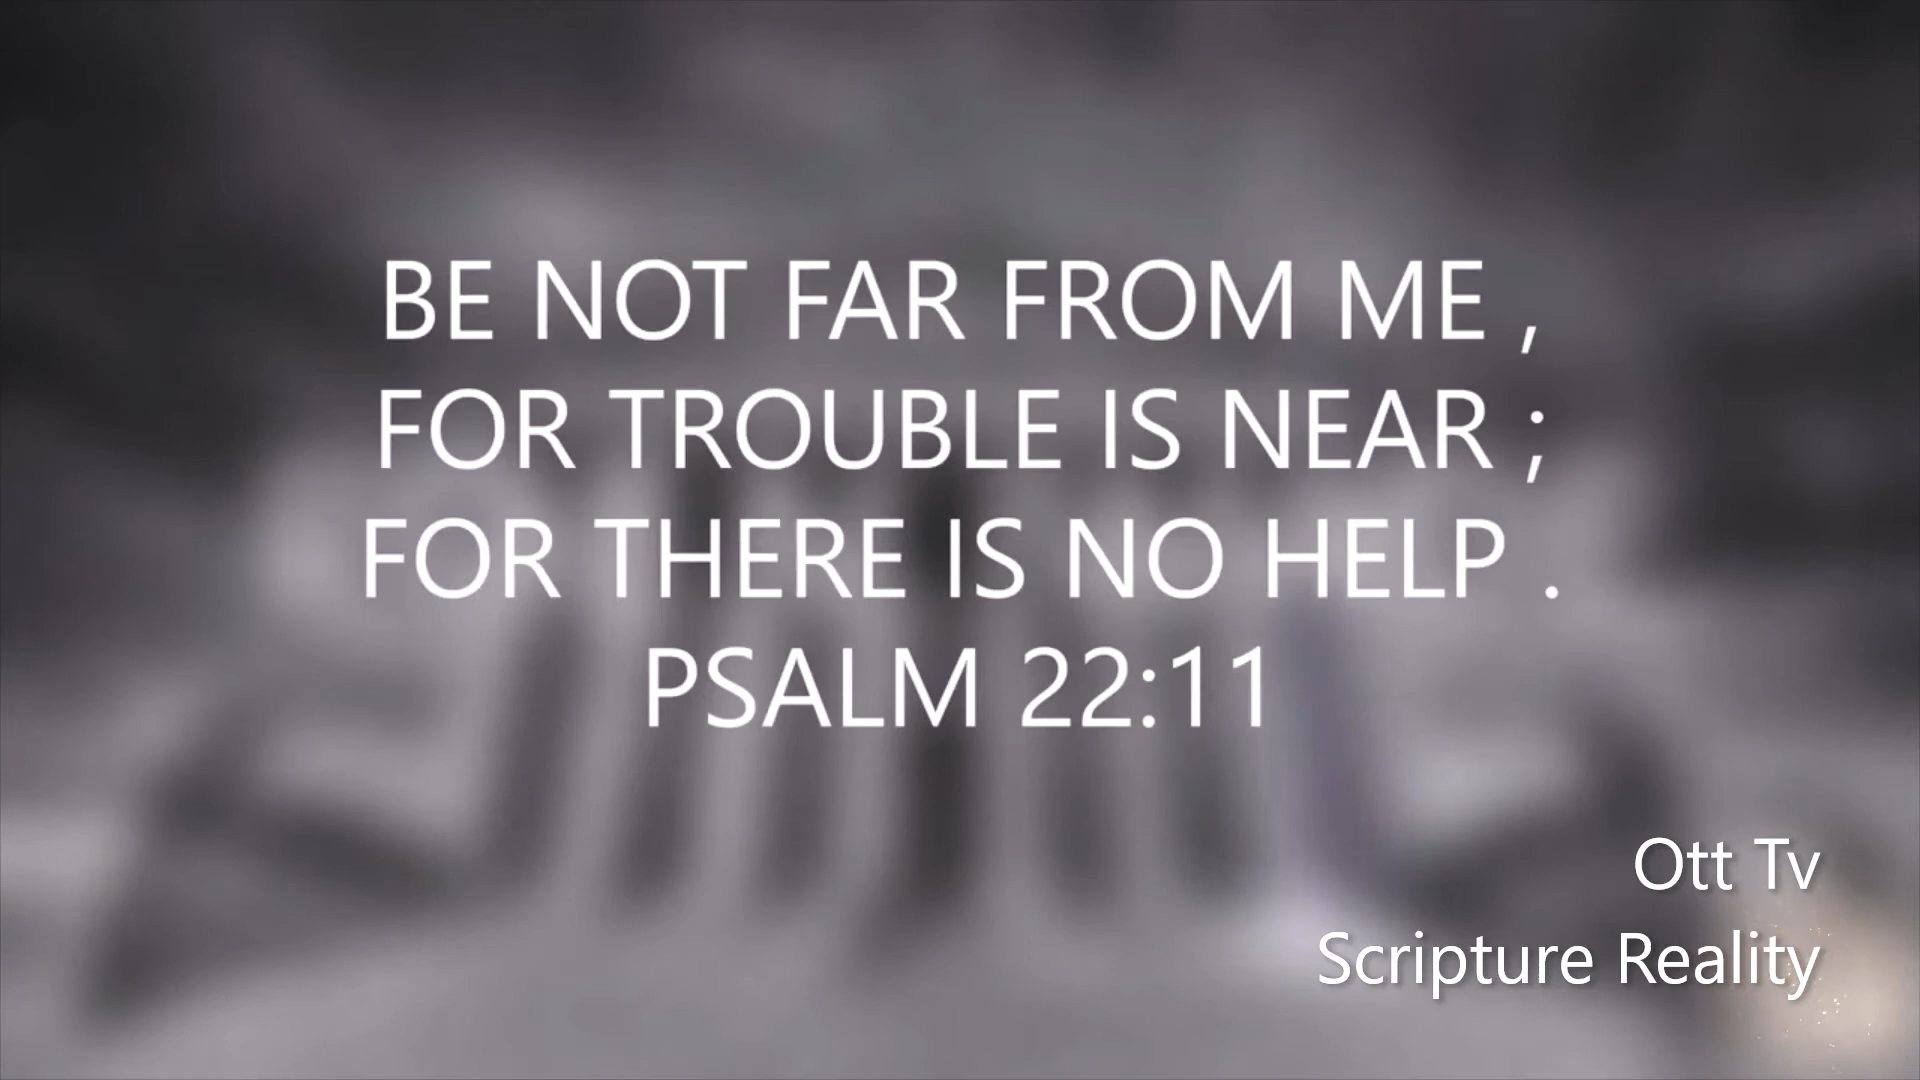 BE NOT FAR FROM ME ,
FOR TROUBLE IS NEAR ;
FOR THERE IS NO HELP .
PSALM 22:11
Ott Tv
Scripture Reality